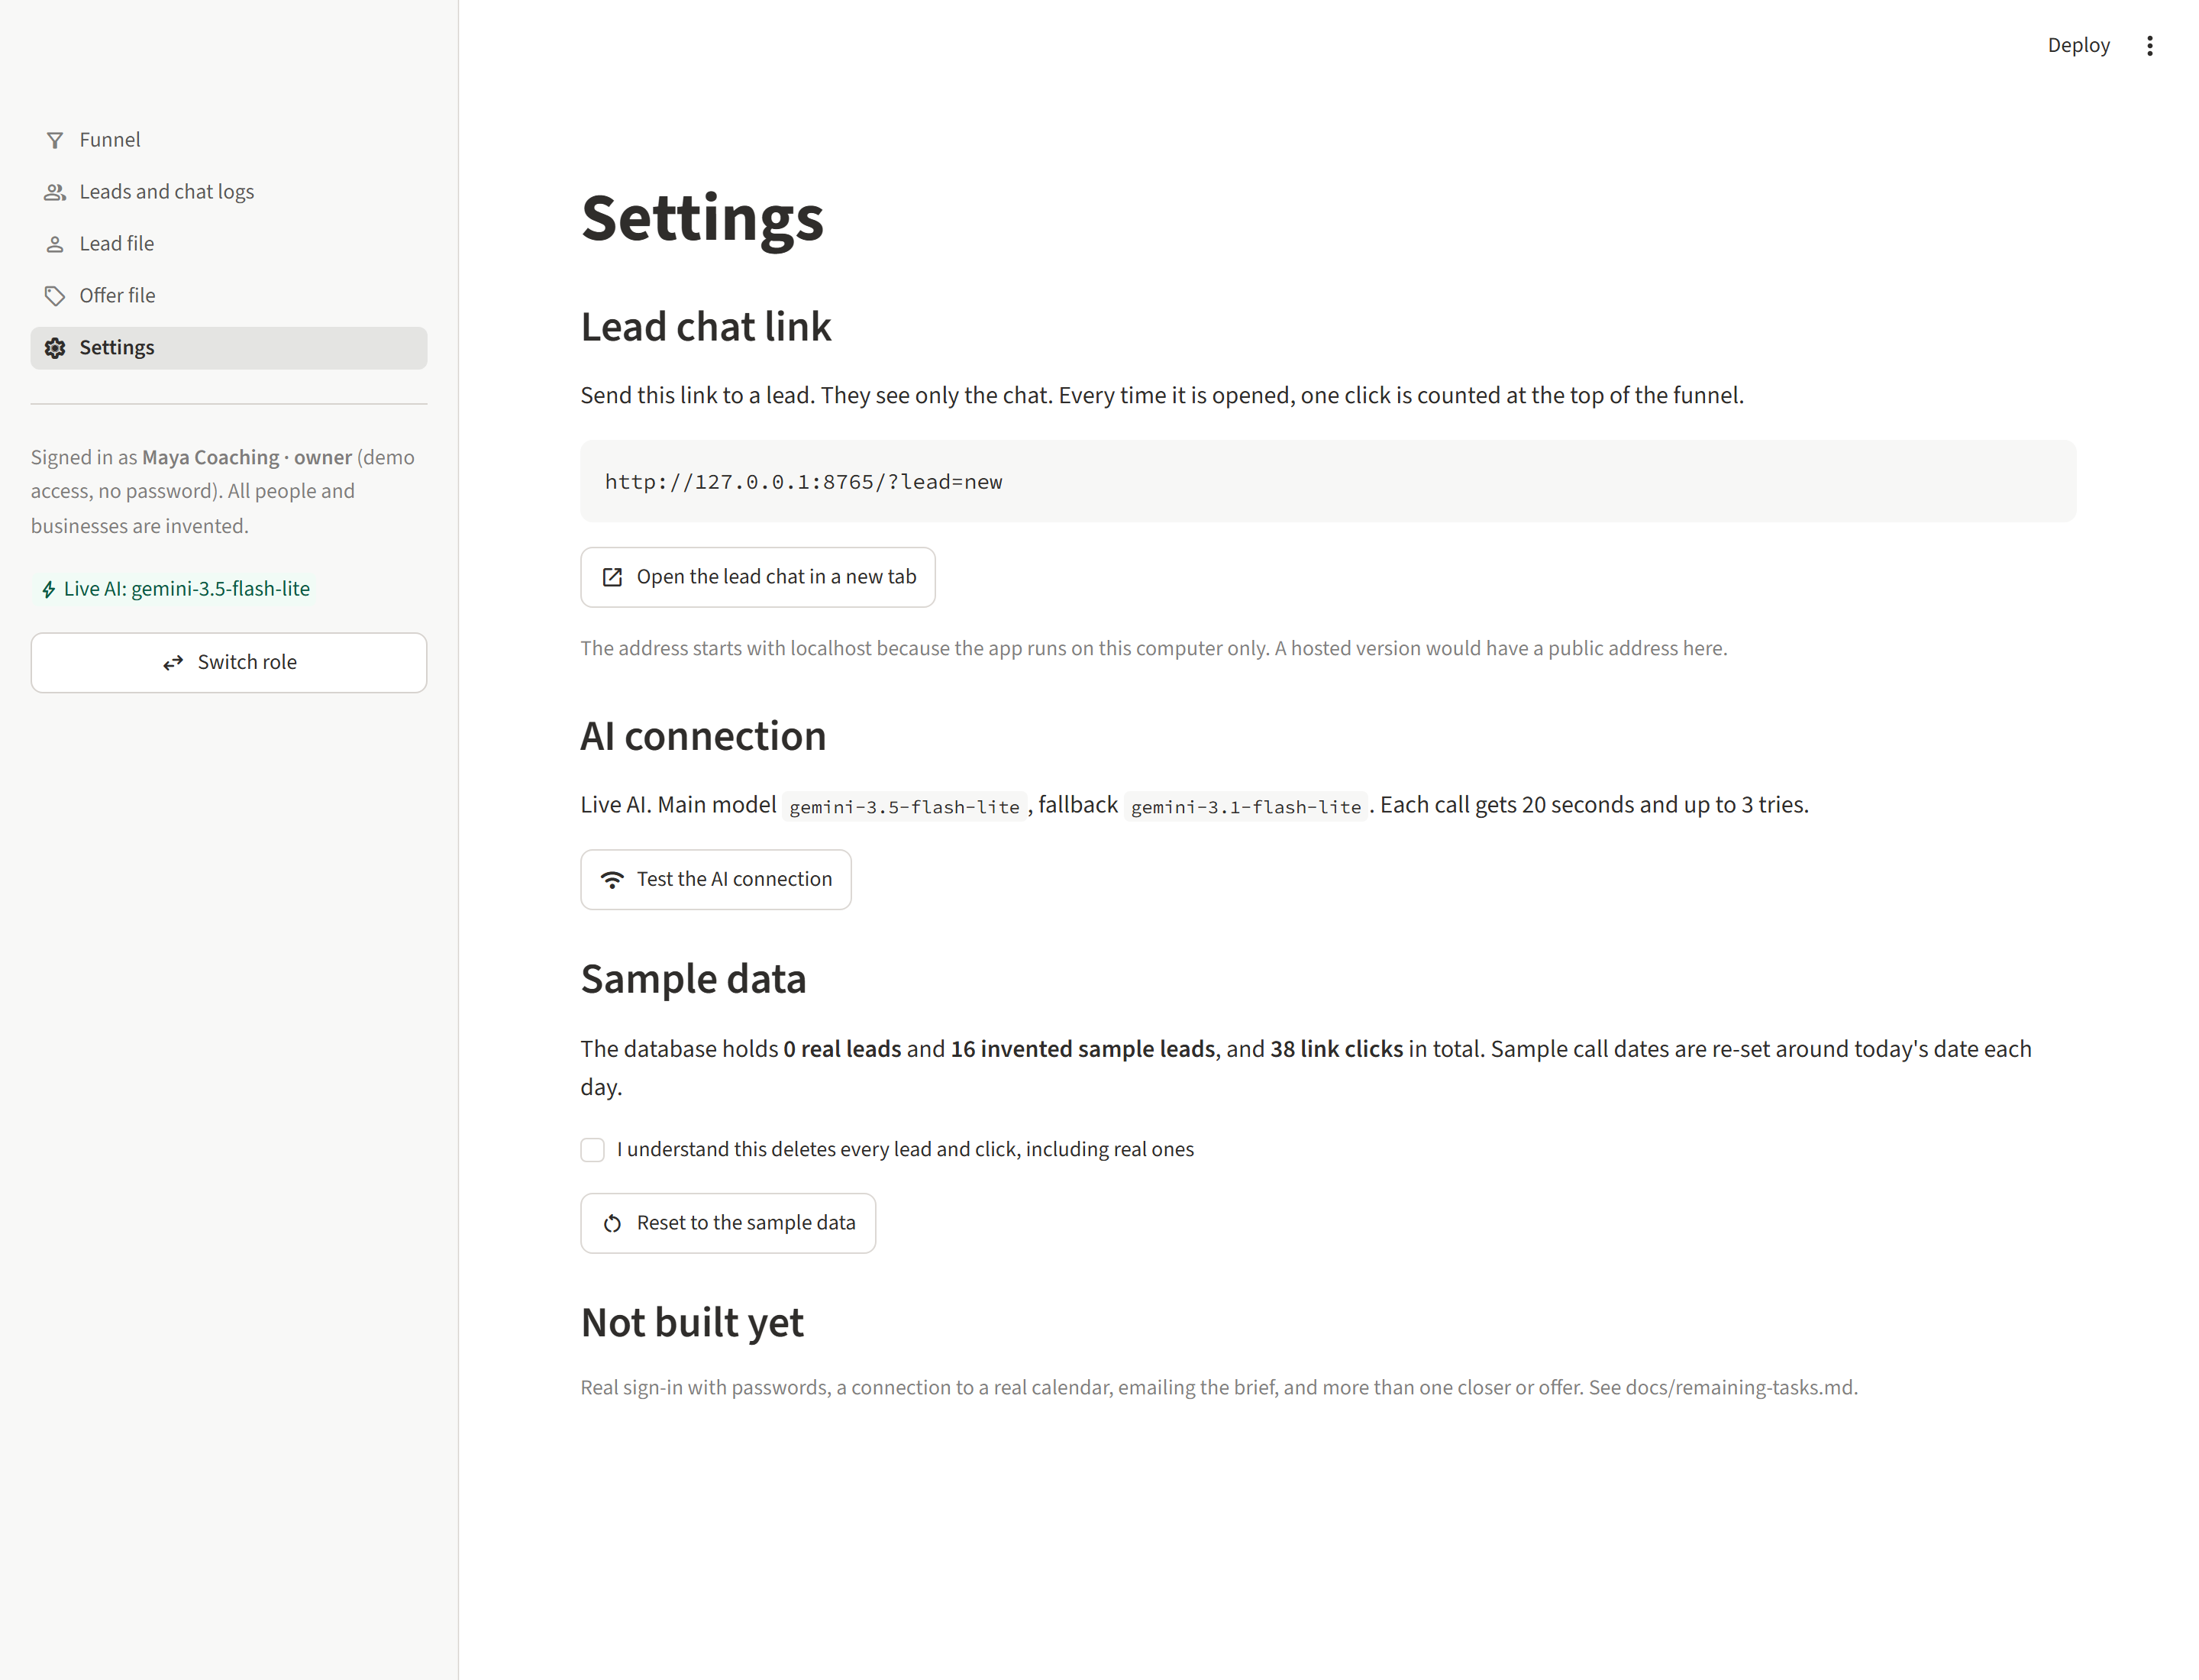 Deploy
Funnel
Leads and chat logs
Lead file
Offer file
Settings
Signed in as Maya Coaching · owner (demo
access, no password). All people and
businesses are invented.
Live AI: gemini-3.5-flash-lite
Switch role
Settings
Lead chat link
Send this link to a lead. They see only the chat. Every time it is opened, one click is counted at the top of the funnel.
http://127.0.0.1:8765/?lead=new
Open the lead chat in a new tab
The address starts with localhost because the app runs on this computer only. A hosted version would have a public address here.
AI connection
Live AI. Main model gemini-3.5-flash-lite, fallback gemini-3.1-flash-lite. Each call gets 20 seconds and up to 3 tries.
Test the AI connection
Sample data
The database holds 0 real leads and 16 invented sample leads, and 38 link clicks in total. Sample call dates are re-set around today's date each
day.
I understand this deletes every lead and click, including real ones
Reset to the sample data
Not built yet
Real sign-in with passwords, a connection to a real calendar, emailing the brief, and more than one closer or offer. See docs/remaining-tasks.md.